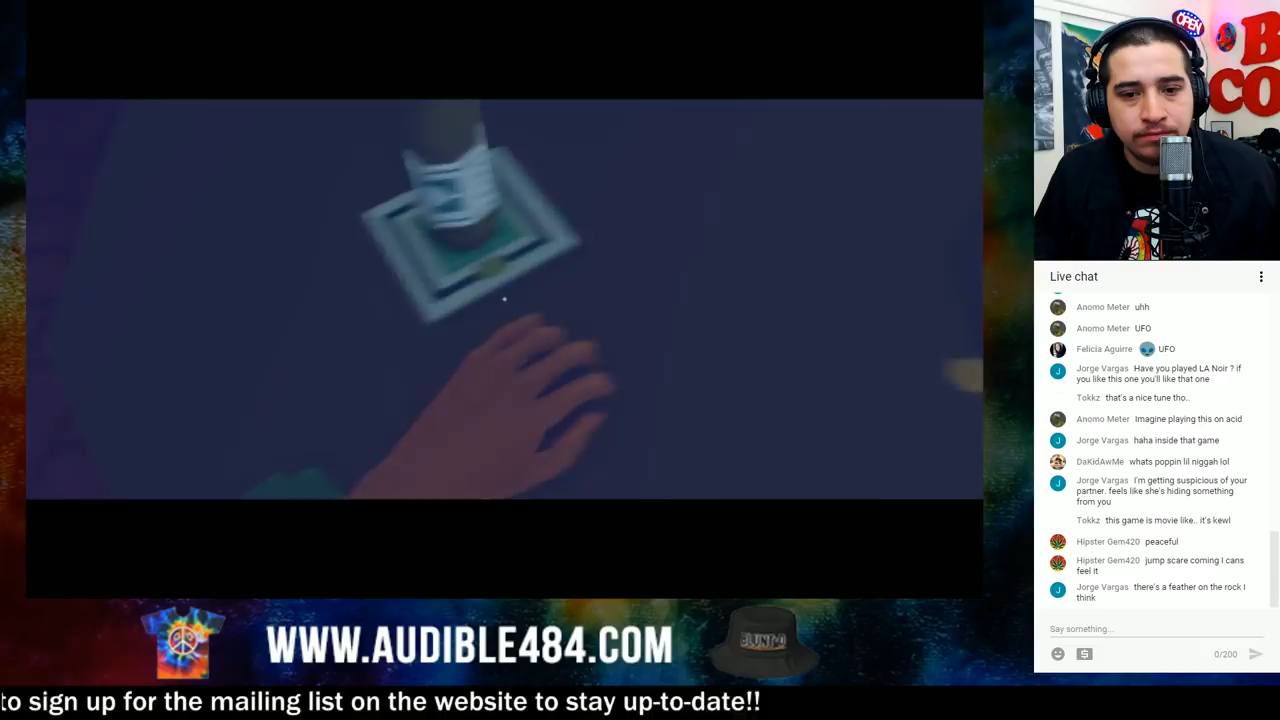 OPEN
B
CO
Live chat
Anomo Meter uhh
Anomo Meter UFO
Felicia Aguirre 👽 UFO
Jorge Vargas Have you played LA Noir ? if
you like this one you'll like that one
Tokkz that's a nice tune tho..
Anomo Meter Imagine playing this on acid
Jorge Vargas haha inside that game
DaKidAwMe whats poppin lil niggah lol
Jorge Vargas I'm getting suspicious of your
partner. feels like she's hiding something
from you
Tokkz this game is movie like.. it's kewl
Hipster Gem420 peaceful
Hipster Gem420 jump scare coming I cans
feel it
Jorge Vargas there's a feather on the rock I
think
Say something...
0/200
WWW.AUDIBLE484.COM
to sign up for the mailing list on the website to stay up-to-date!!